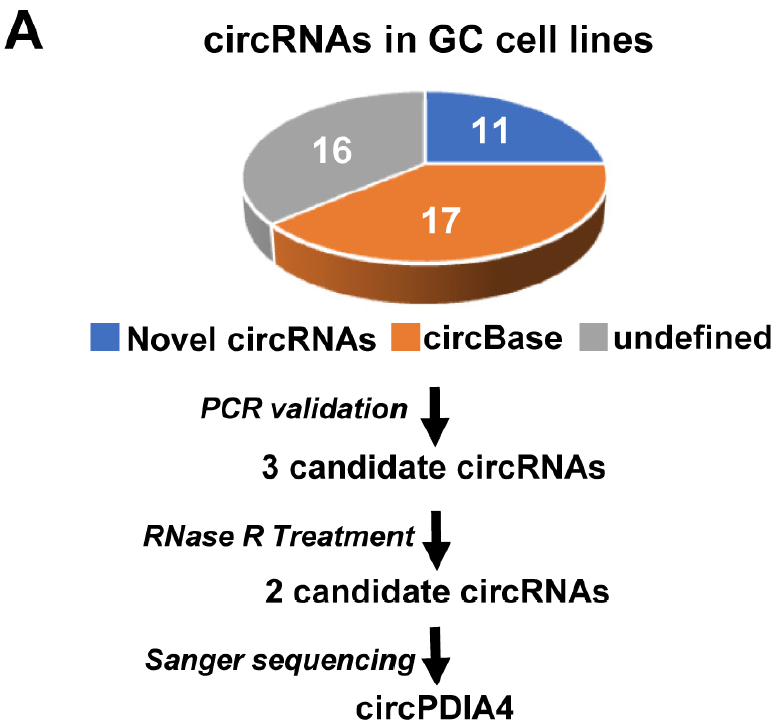 A
circRNAs in GC cell lines
16
11
17
Novel circRNAs
circBase
undefined
PCR validation
3 candidate circRNAs
RNase R Treatment
2 candidate circRNAs
Sanger sequencing
circPDIA4